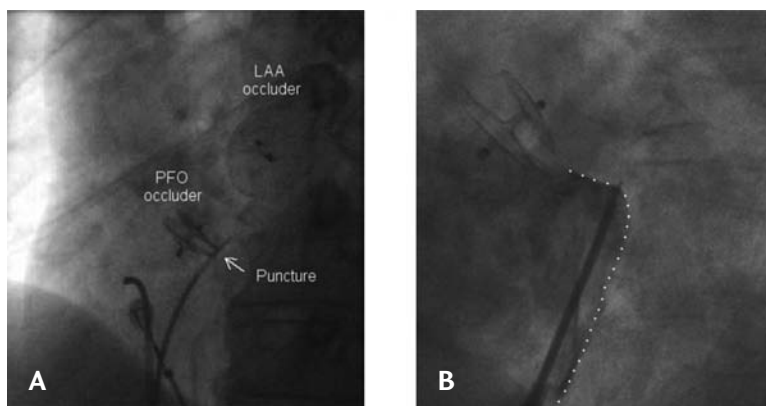 LAA
occluder
PFO
occluder
Puncture
A
B